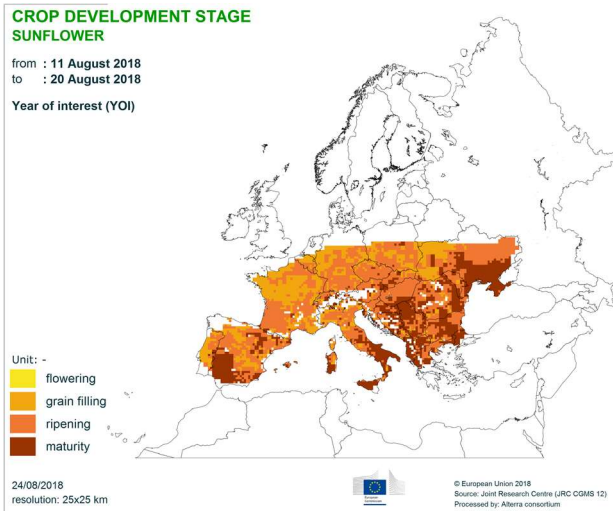 CROP DEVELOPMENT STAGE
SUNFLOWER
from : 11 August 2018
to : 20 August 2018
Year of interest (YOI)
Unit: -
flowering
grain filling
ripening
maturity
24/08/2018
resolution: 25x25 km
© European Union 2018
Source: Joint Research Centre (JRC CGMS 12)
Processed by: Alterra consortium